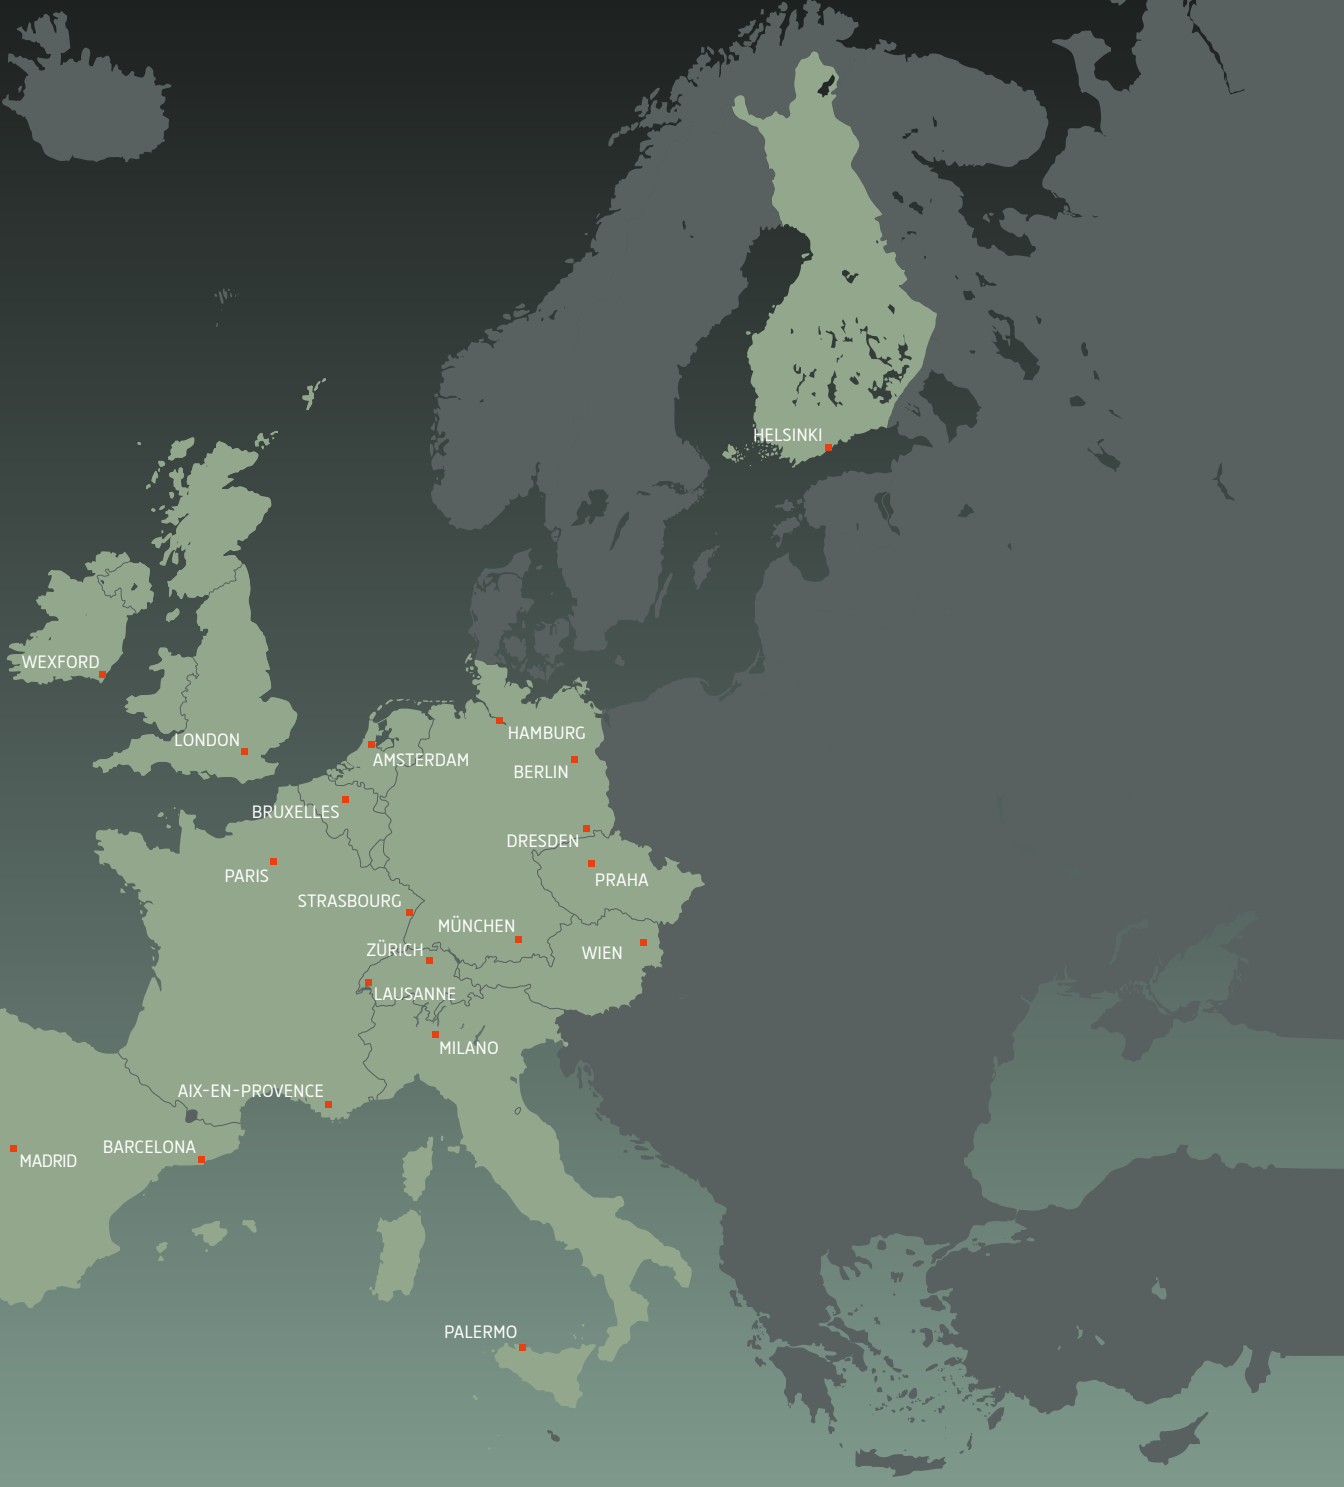 HELSINKI
WEXFORD
LONDON
HAMBURG
AMSTERDAM
BERLIN
BRUXELLES
DRESDEN
PARIS
PRAHA
STRASBOURG
MÜNCHEN
ZÜRICH
WIEN
LAUSANNE
MILANO
AIX-EN-PROVENCE
BARCELONA
MADRID
PALERMO